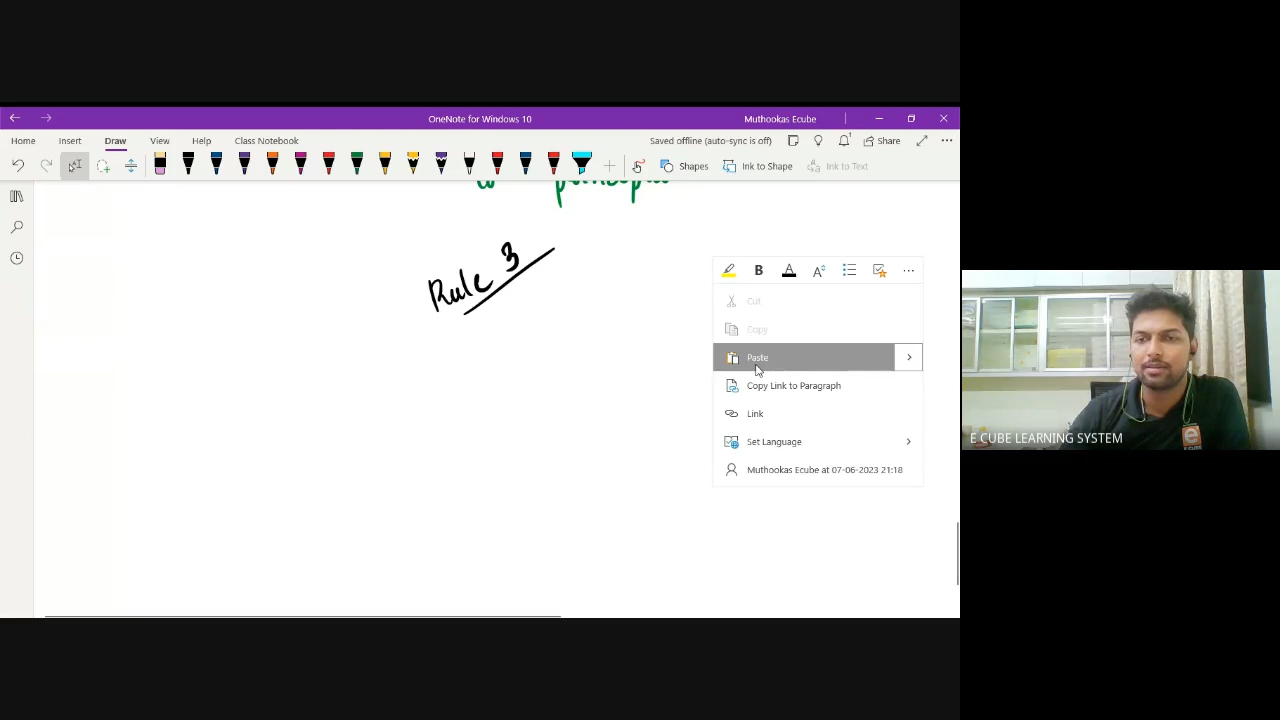 OneNote for Windows 10
Muthookas Ecube
Home Insert Draw View Help Class Notebook
Saved offline (auto-sync is off)
Share
Shapes
Ink to Shape
Ink to Text
Rule 3
Cut
Copy
Paste
Copy Link to Paragraph
Link
Set Language
Muthookas Ecube at 07-06-2023 21:18
E CUBE LEARNING SYSTEM